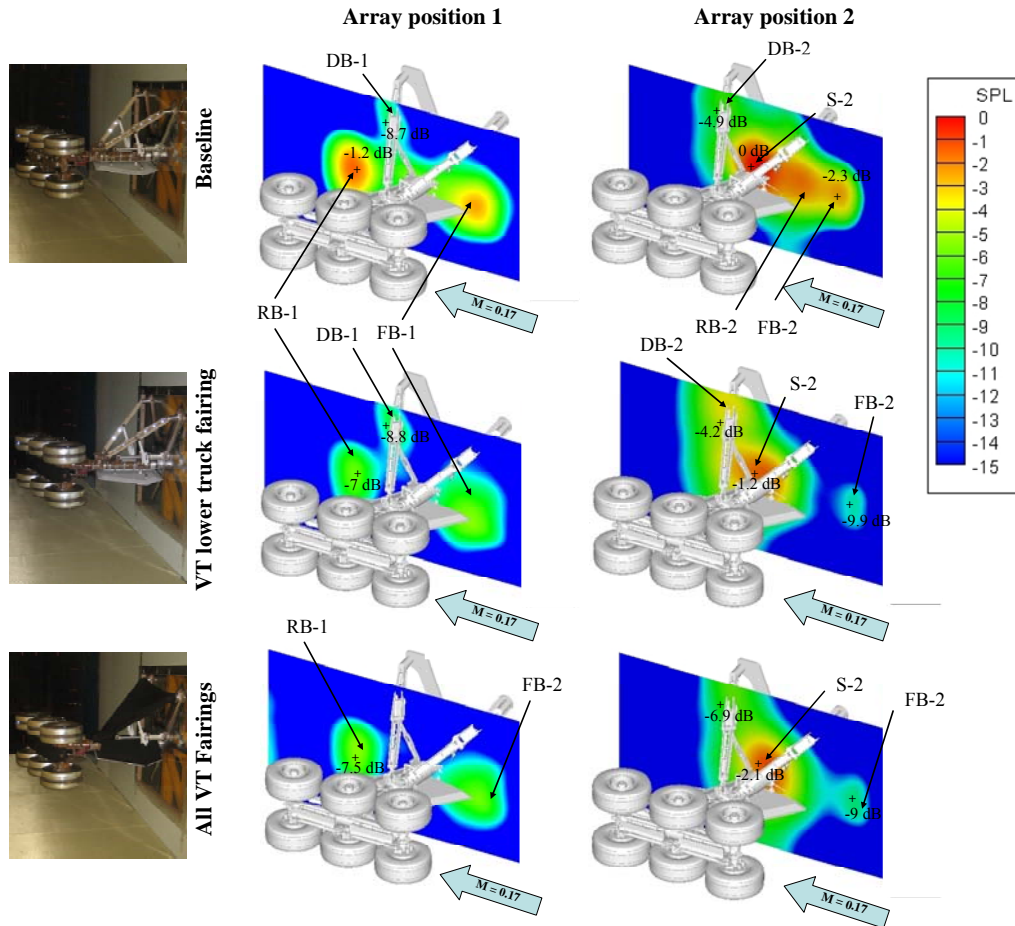 Array position 1
Array position 2
Baseline
DB-1
-8.7 dB
-1.2 dB
RB-1
FB-1
M = 0.17
DB-2
S-2
-4.9 dB
0 dB
-2.3 dB
RB-2
FB-2
M = 0.17
SPL
0
-1
-2
-3
-4
-5
-6
-7
-8
-9
-10
-11
-12
-13
-14
-15
VT lower truck fairing
DB-1
-8.8 dB
-7 dB
M = 0.17
DB-2
S-2
FB-2
-4.2 dB
-1.2 dB
-9.9 dB
M = 0.17
All VT Fairings
RB-1
FB-2
-7.5 dB
M = 0.17
S-2
FB-2
-6.9 dB
-2.1 dB
-9 dB
M = 0.17